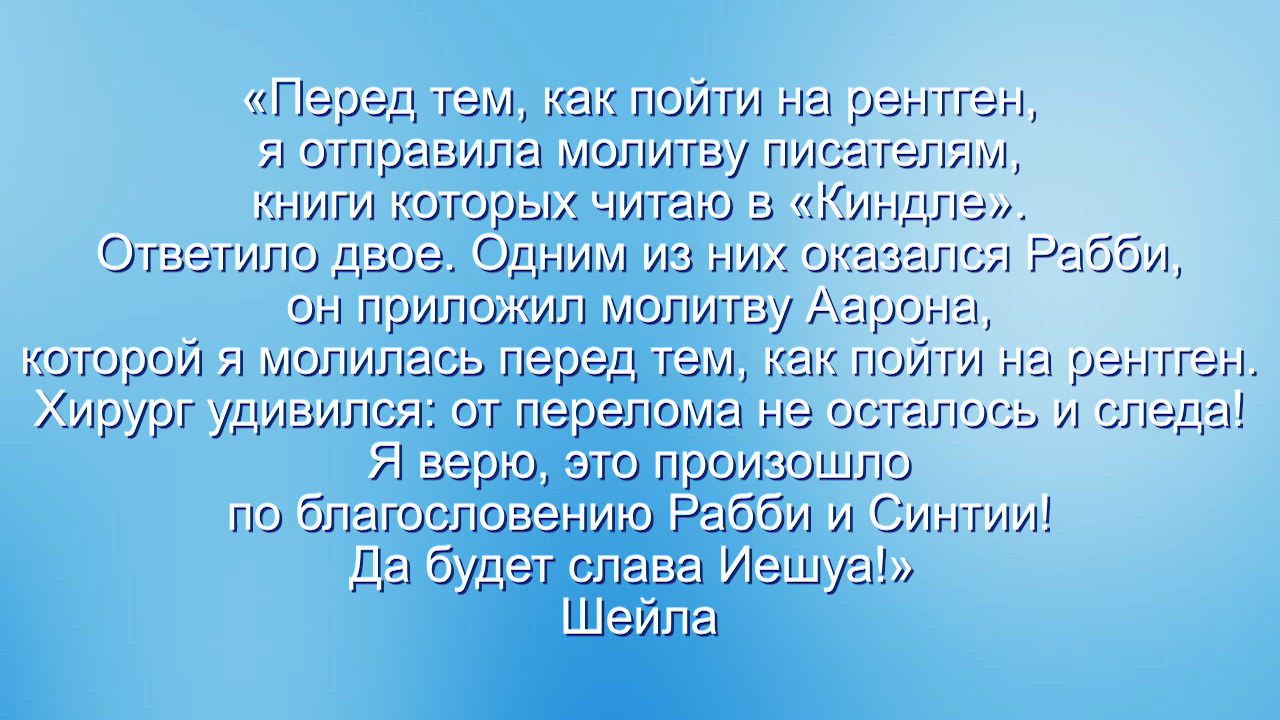 «Перед тем, как пойти на рентген,
я отправила молитву писателям,
книги которых читаю в «Киндле».
Ответило двое. Одним из них оказался Рабби,
он приложил молитву Аарона,
которой я молилась перед тем, как пойти на рентген.
Хирург удивился: от перелома не осталось и следа!
Я верю, это произошло
по благословению Рабби и Синтии!
Да будет слава Иешуа!»
Шейла